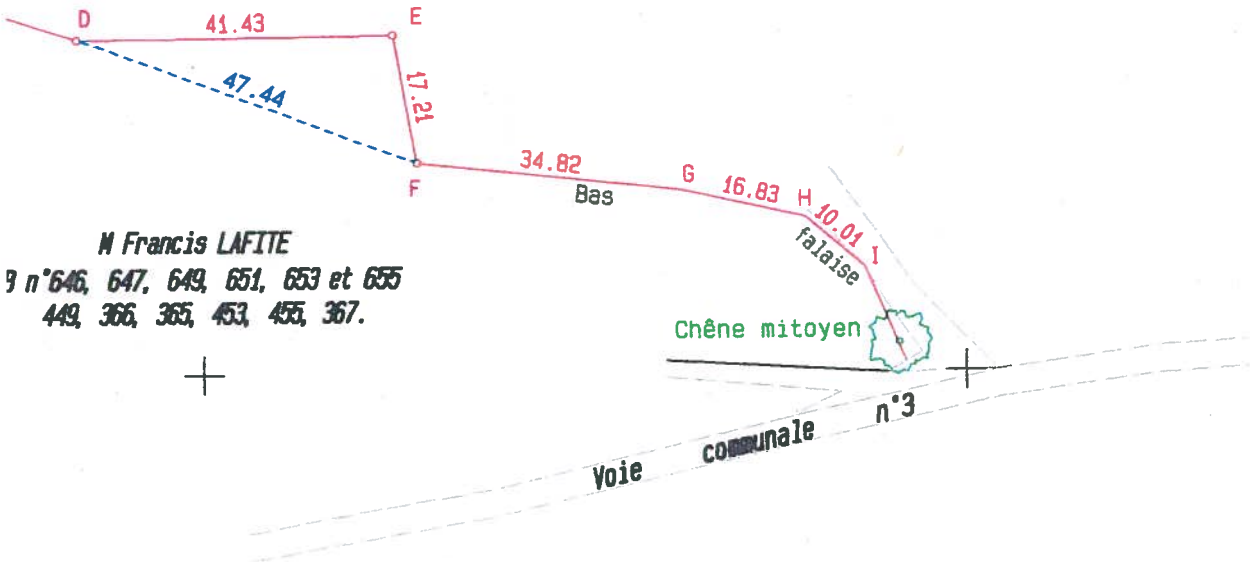 D
41.43
E
47.44
17.21
F
34.82
Bas
G
16.83
H
10.01
falaise
I
M Francis LAFITE
n°646, 647, 649, 651, 653 et 655
449, 366, 365, 453, 455, 367.
Chêne mitoyen
Voie communale n°3